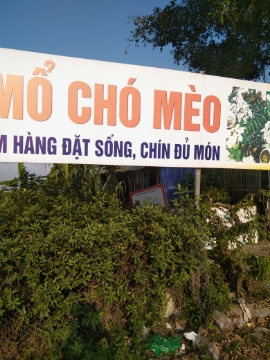 MỔ CHÓ MÈO
HÀNG ĐẶT SỐNG, CHÍN ĐỦ MÓN